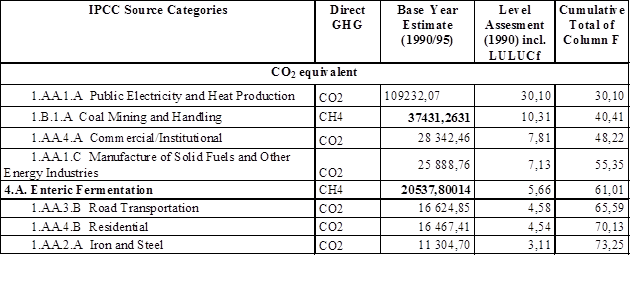 IPCC Source Categories Direct GHG Base Year Estimate (1990/95) Level Assesment (1990) incl. LULUCf Cumulative Total of Column F
CO2 equivalent
1.AA.1.A Public Electricity and Heat Production CO2 109232,07 30,10 30,10
1.B.1.A Coal Mining and Handling CH4 37431,2631 10,31 40,41
1.AA.4.A Commercial/Institutional CO2 28 342,46 7,81 48,22
1.AA.1.C Manufacture of Solid Fuels and Other
Energy Industries CO2 25 888,76 7,13 55,35
4.A. Enteric Fermentation CH4 20537,80014 5,66 61,01
1.AA.3.B Road Transportation CO2 16 624,85 4,58 65,59
1.AA.4.B Residential CO2 16 467,41 4,54 70,13
1.AA.2.A Iron and Steel CO2 11 304,70 3,11 73,25